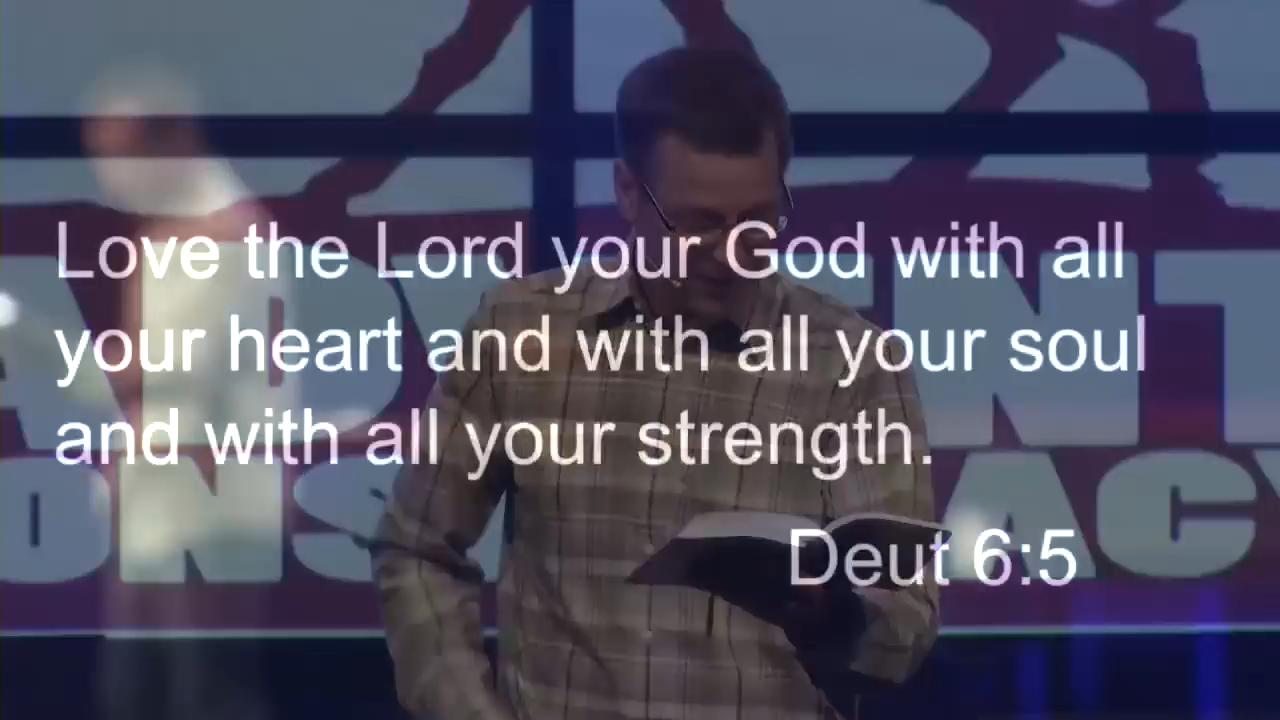 Love the Lord your God with all
your heart and with all your soul
and with all your strength.
Deut 6:5